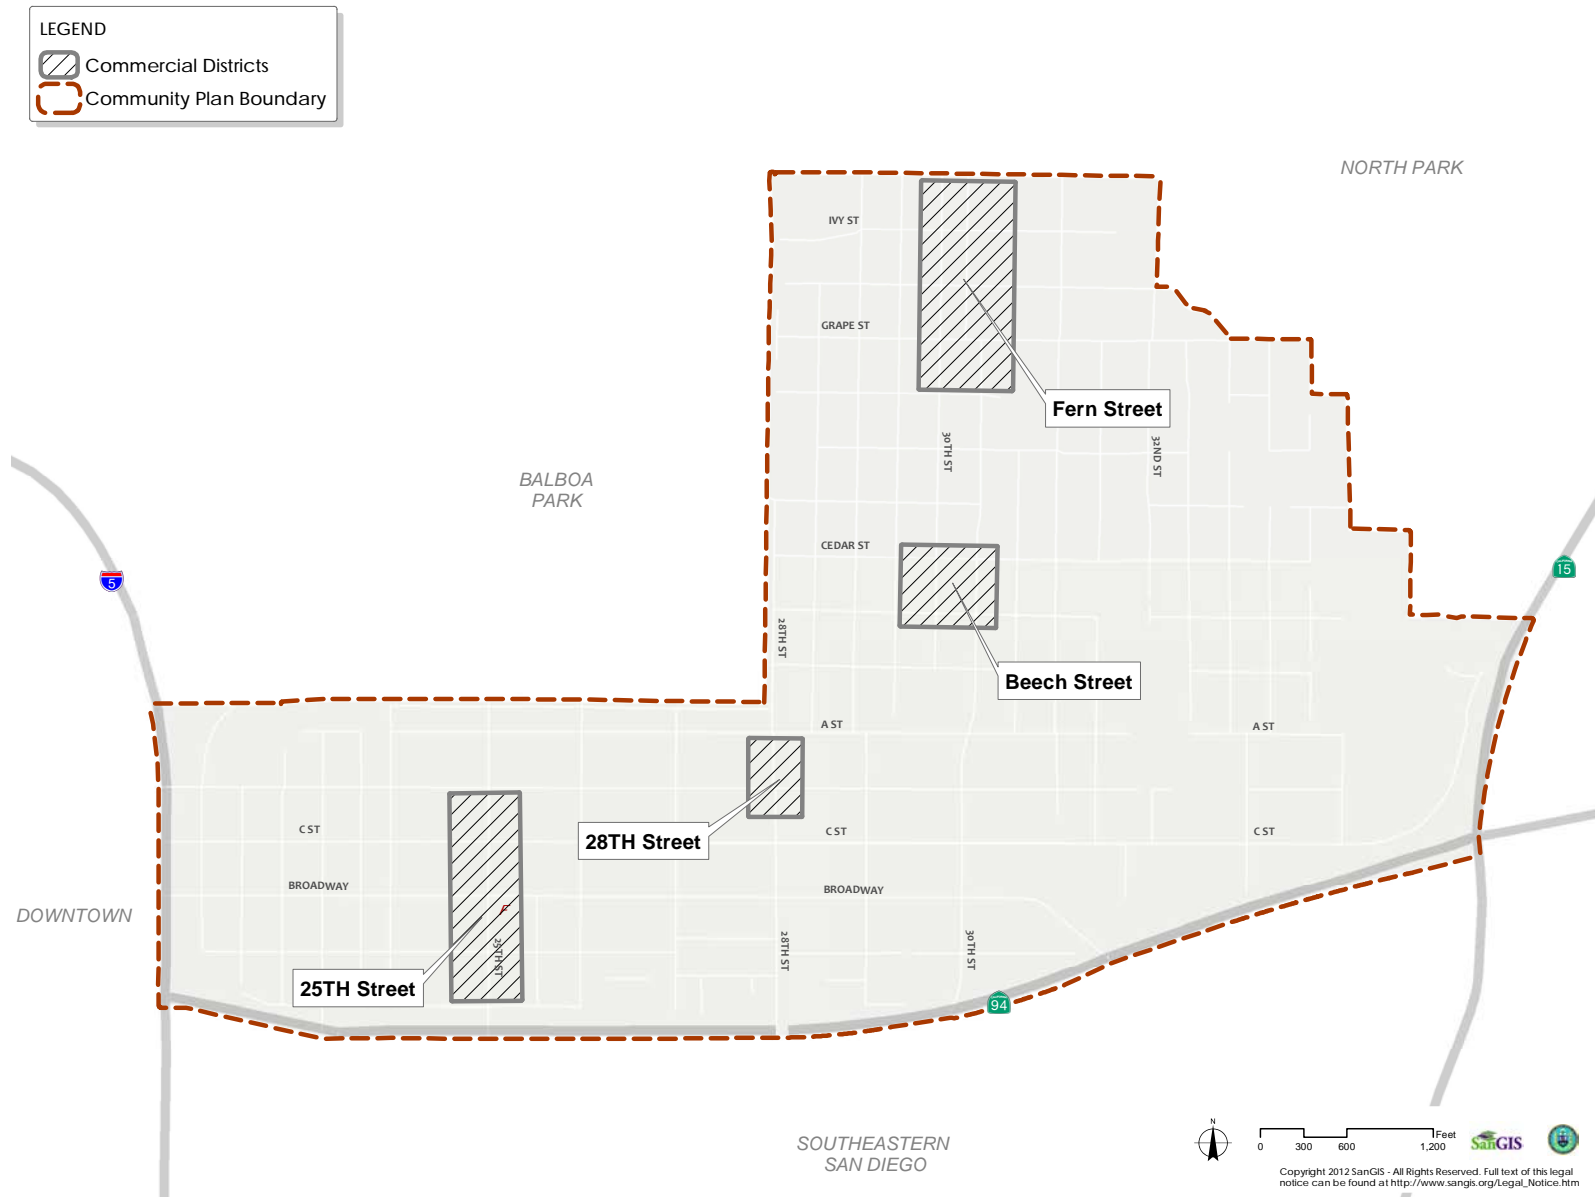 LEGEND
Commercial Districts
Community Plan Boundary
NORTH PARK
IVY ST
GRAPE ST
Fern Street
30TH ST
32ND ST
BALBOA
PARK
CEDAR ST
5
15
28TH ST
Beech Street
A ST
A ST
28TH Street
C ST
C ST
C ST
BROADWAY
BROADWAY
DOWNTOWN
25TH ST
28TH ST
30TH ST
25TH Street
94
SOUTHEASTERN
SAN DIEGO
N
Feet
0 300 600 1,200
SanGIS
Copyright 2012 SanGIS - All Rights Reserved. Full text of this legal
notice can be found at http://www.sangis.org/Legal_Notice.htm